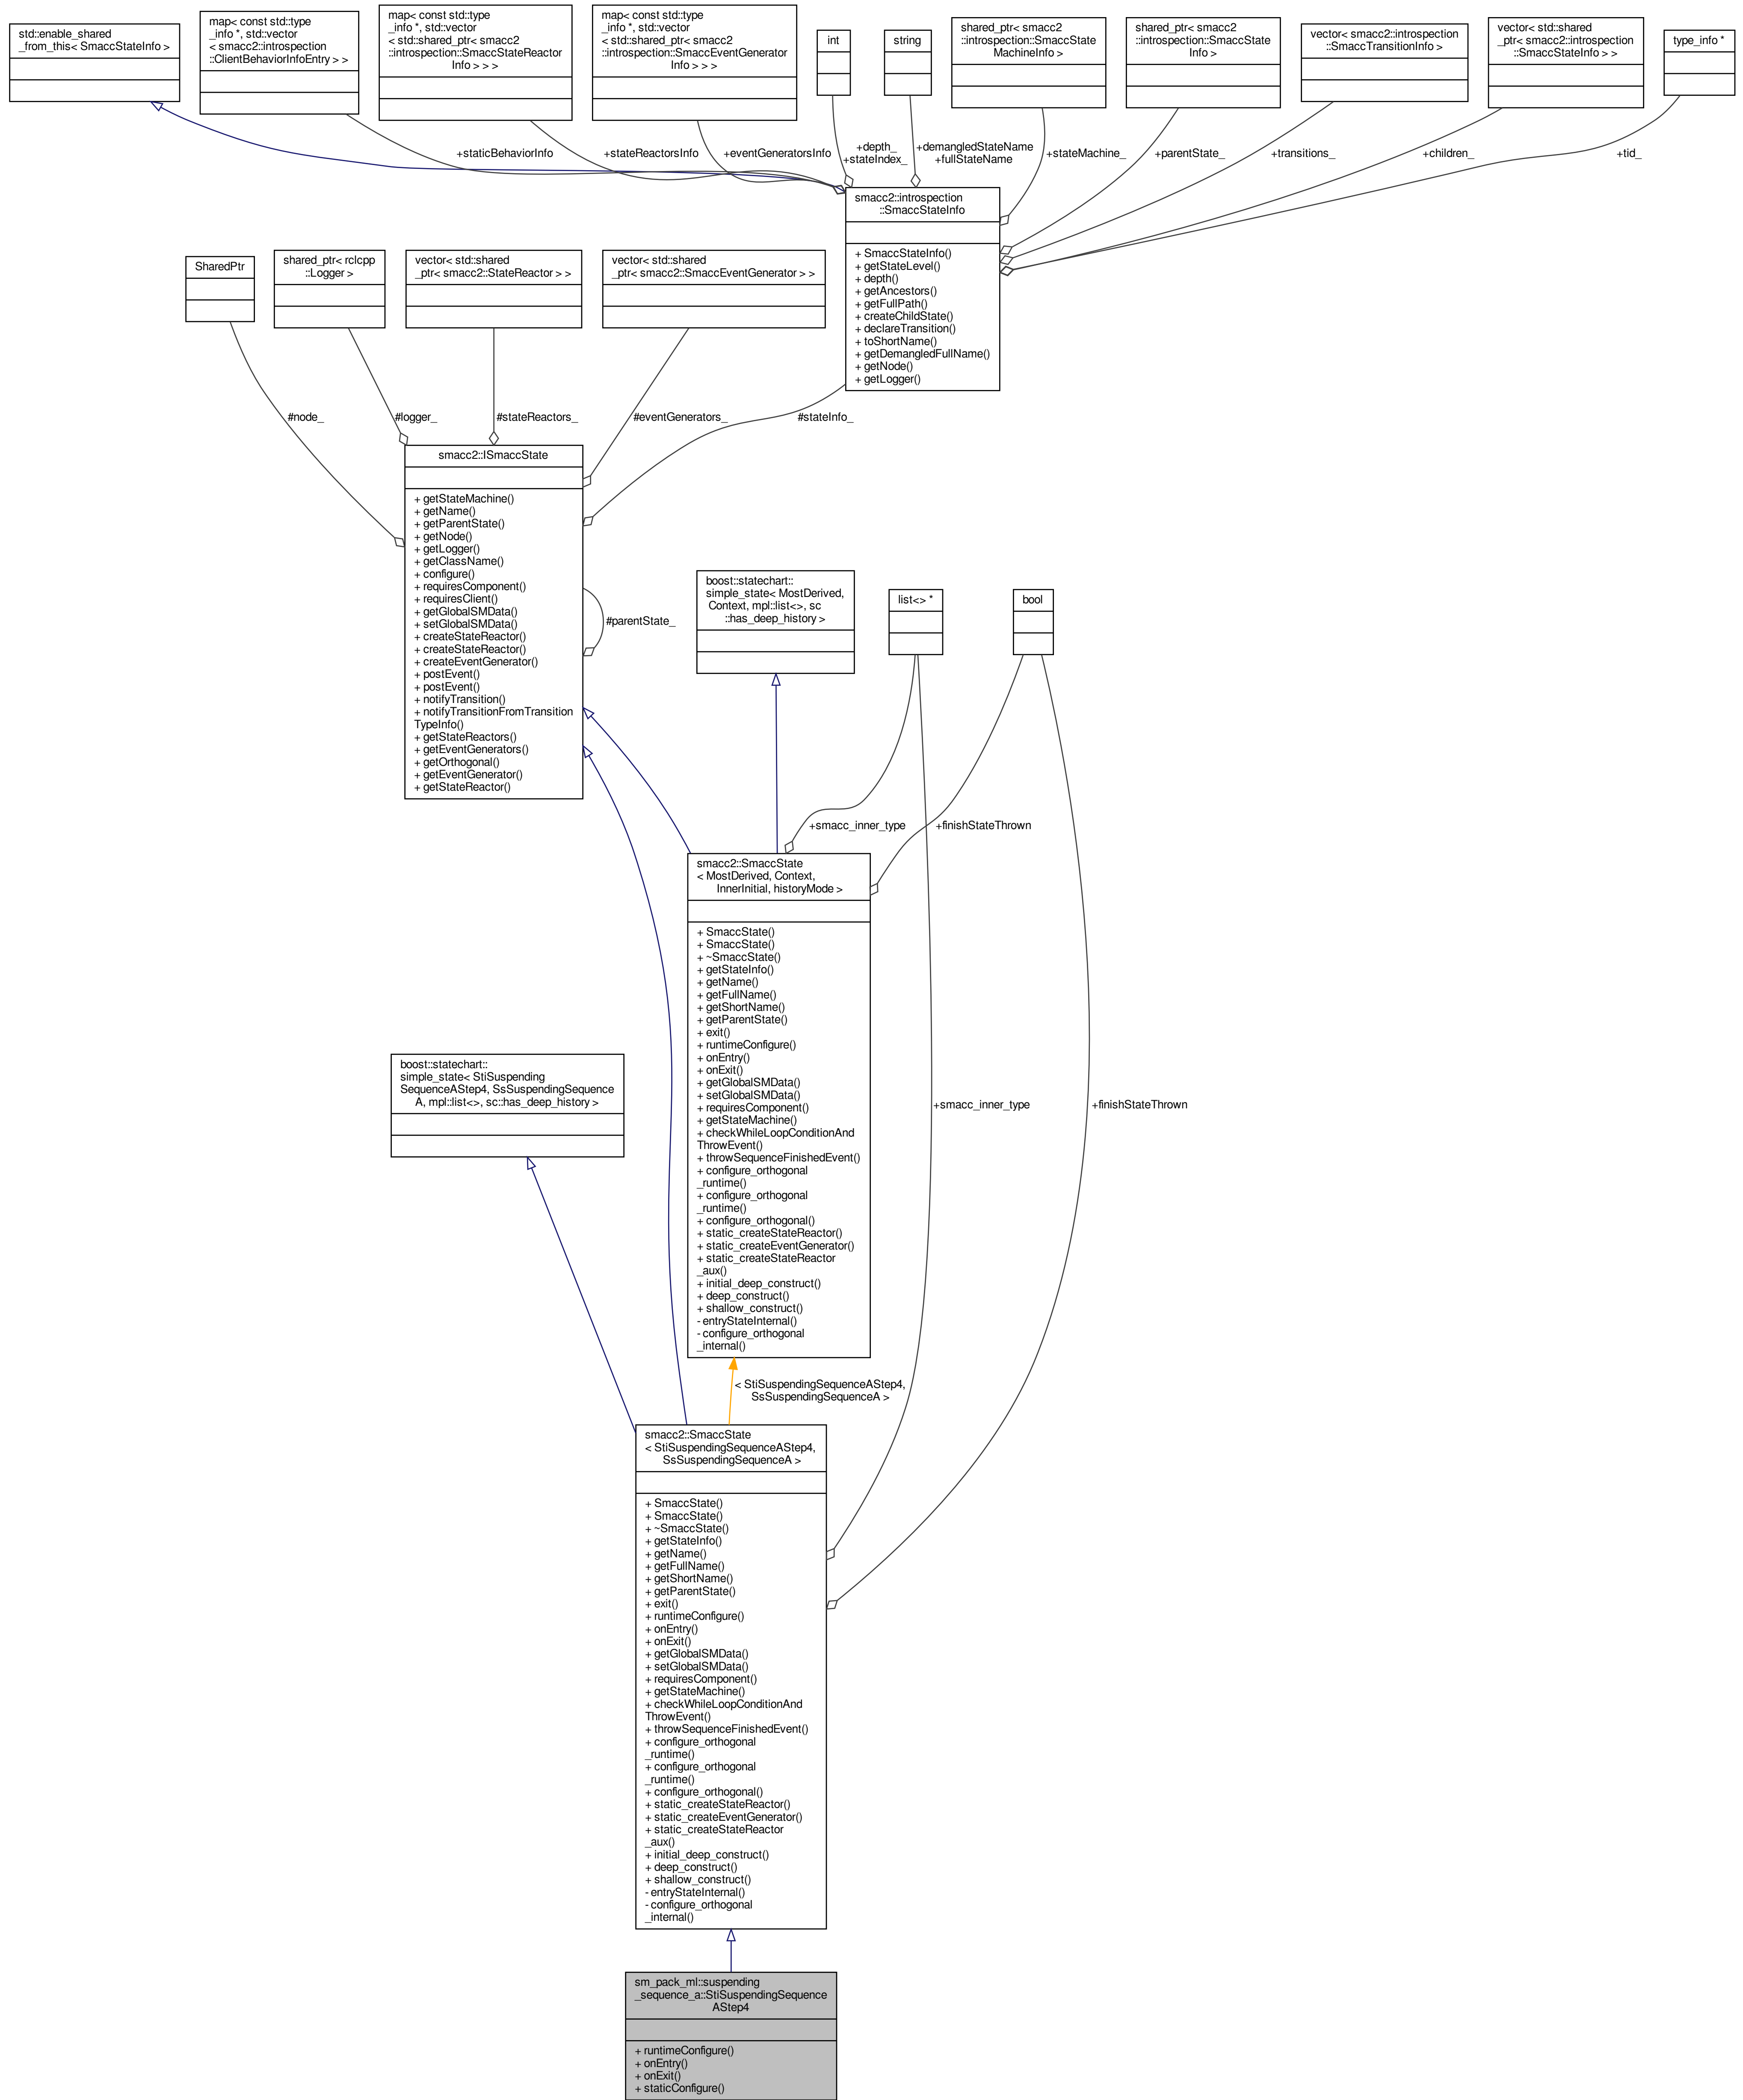 std::enable_shared
_from_this< SmaccStateInfo >
map< const std::type
_info *, std::vector
< smacc2::introspection
::ClientBehaviorInfoEntry > >
map< const std::type
_info *, std::vector
< std::shared_ptr< smacc2
::introspection::SmaccStateReactor
Info > > >
map< const std::type
_info *, std::vector
< std::shared_ptr< smacc2
::introspection::SmaccEventGenerator
Info > > >
int
string
shared_ptr< smacc2
::introspection::SmaccState
MachineInfo >
shared_ptr< smacc2
::introspection::SmaccState
Info >
vector< smacc2::introspection
::SmaccTransitionInfo >
vector< std::shared
_ptr< smacc2::introspection
::SmaccStateInfo > >
type_info *
+staticBehaviorInfo
+stateReactorsInfo
+eventGeneratorsInfo
+depth_
+stateIndex_
+demangledStateName
+fullStateName
+stateMachine_
+parentState_
+transitions_
+children_
+tid_
smacc2::introspection
::SmaccStateInfo
+ SmaccStateInfo()
+ getStateLevel()
+ depth()
+ getAncestors()
+ getFullPath()
+ createChildState()
+ declareTransition()
+ toShortName()
+ getDemangledFullName()
+ getNode()
+ getLogger()
SharedPtr
shared_ptr< rclcpp
::Logger >
vector< std::shared
_ptr< smacc2::StateReactor > >
vector< std::shared
_ptr< smacc2::SmaccEventGenerator > >
#node_
#logger_
#stateReactors_
#eventGenerators_
#stateInfo_
smacc2::ISmaccState
+ getStateMachine()
+ getName()
+ getParentState()
+ getNode()
+ getLogger()
+ getClassName()
+ configure()
+ requiresComponent()
+ requiresClient()
+ getGlobalSMData()
+ setGlobalSMData()
+ createStateReactor()
+ createStateReactor()
+ createEventGenerator()
+ postEvent()
+ postEvent()
+ notifyTransition()
+ notifyTransitionFromTransition
TypeInfo()
+ getStateReactors()
+ getEventGenerators()
+ getOrthogonal()
+ getEventGenerator()
+ getStateReactor()
#parentState_
boost::statechart::
simple_state< MostDerived,
Context, mpl::list<>, sc
::has_deep_history >
list<> *
bool
+smacc_inner_type
+finishStateThrown
smacc2::SmaccState
< MostDerived, Context,
InnerInitial, historyMode >
+ SmaccState()
+ SmaccState()
+ ~SmaccState()
+ getStateInfo()
+ getName()
+ getFullName()
+ getShortName()
+ getParentState()
+ exit()
+ runtimeConfigure()
+ onEntry()
+ onExit()
+ getGlobalSMData()
+ setGlobalSMData()
+ requiresComponent()
+ getStateMachine()
+ checkWhileLoopConditionAnd
ThrowEvent()
+ throwSequenceFinishedEvent()
+ configure_orthogonal
_runtime()
+ configure_orthogonal
_runtime()
+ configure_orthogonal()
+ static_createStateReactor()
+ static_createEventGenerator()
+ static_createStateReactor
_aux()
+ initial_deep_construct()
+ deep_construct()
+ shallow_construct()
- entryStateInternal()
- configure_orthogonal
_internal()
boost::statechart::
simple_state< StiSuspending
SequenceAStep4, SsSuspendingSequence
A, mpl::list<>, sc::has_deep_history >
+smacc_inner_type
+finishStateThrown
< StiSuspendingSequenceAStep4,
SsSuspendingSequenceA >
smacc2::SmaccState
< StiSuspendingSequenceAStep4,
SsSuspendingSequenceA >
+ SmaccState()
+ SmaccState()
+ ~SmaccState()
+ getStateInfo()
+ getName()
+ getFullName()
+ getShortName()
+ getParentState()
+ exit()
+ runtimeConfigure()
+ onEntry()
+ onExit()
+ getGlobalSMData()
+ setGlobalSMData()
+ requiresComponent()
+ getStateMachine()
+ checkWhileLoopConditionAnd
ThrowEvent()
+ throwSequenceFinishedEvent()
+ configure_orthogonal
_runtime()
+ configure_orthogonal
_runtime()
+ configure_orthogonal()
+ static_createStateReactor()
+ static_createEventGenerator()
+ static_createStateReactor
_aux()
+ initial_deep_construct()
+ deep_construct()
+ shallow_construct()
- entryStateInternal()
- configure_orthogonal
_internal()
sm_pack_ml::suspending
_sequence_a::StiSuspendingSequence
AStep4
+ runtimeConfigure()
+ onEntry()
+ onExit()
+ staticConfigure()